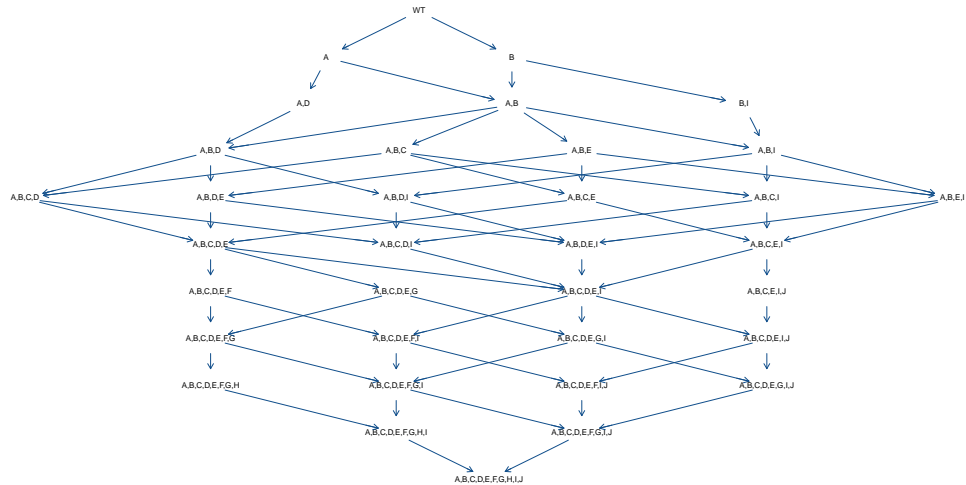 WT
A
B
A,D
A,B
B,I
A,B,D
A,B,C
A,B,E
A,B,I
A,B,C,D
A,B,D,E
A,B,D,I
A,B,C,E
A,B,C,I
A,B,E,I
A,B,C,D,E
A,B,C,D,I
A,B,D,E,I
A,B,C,E,I
A,B,C,D,E,F
A,B,C,D,E,G
A,B,C,D,E,I
A,B,C,E,I,J
A,B,C,D,E,F,G
A,B,C,D,E,F,I
A,B,C,D,E,G,I
A,B,C,D,E,I,J
A,B,C,D,E,F,G,H
A,B,C,D,E,F,G,I
A,B,C,D,E,F,I,J
A,B,C,D,E,G,I,J
A,B,C,D,E,F,G,H,I
A,B,C,D,E,F,G,I,J
A,B,C,D,E,F,G,H,I,J